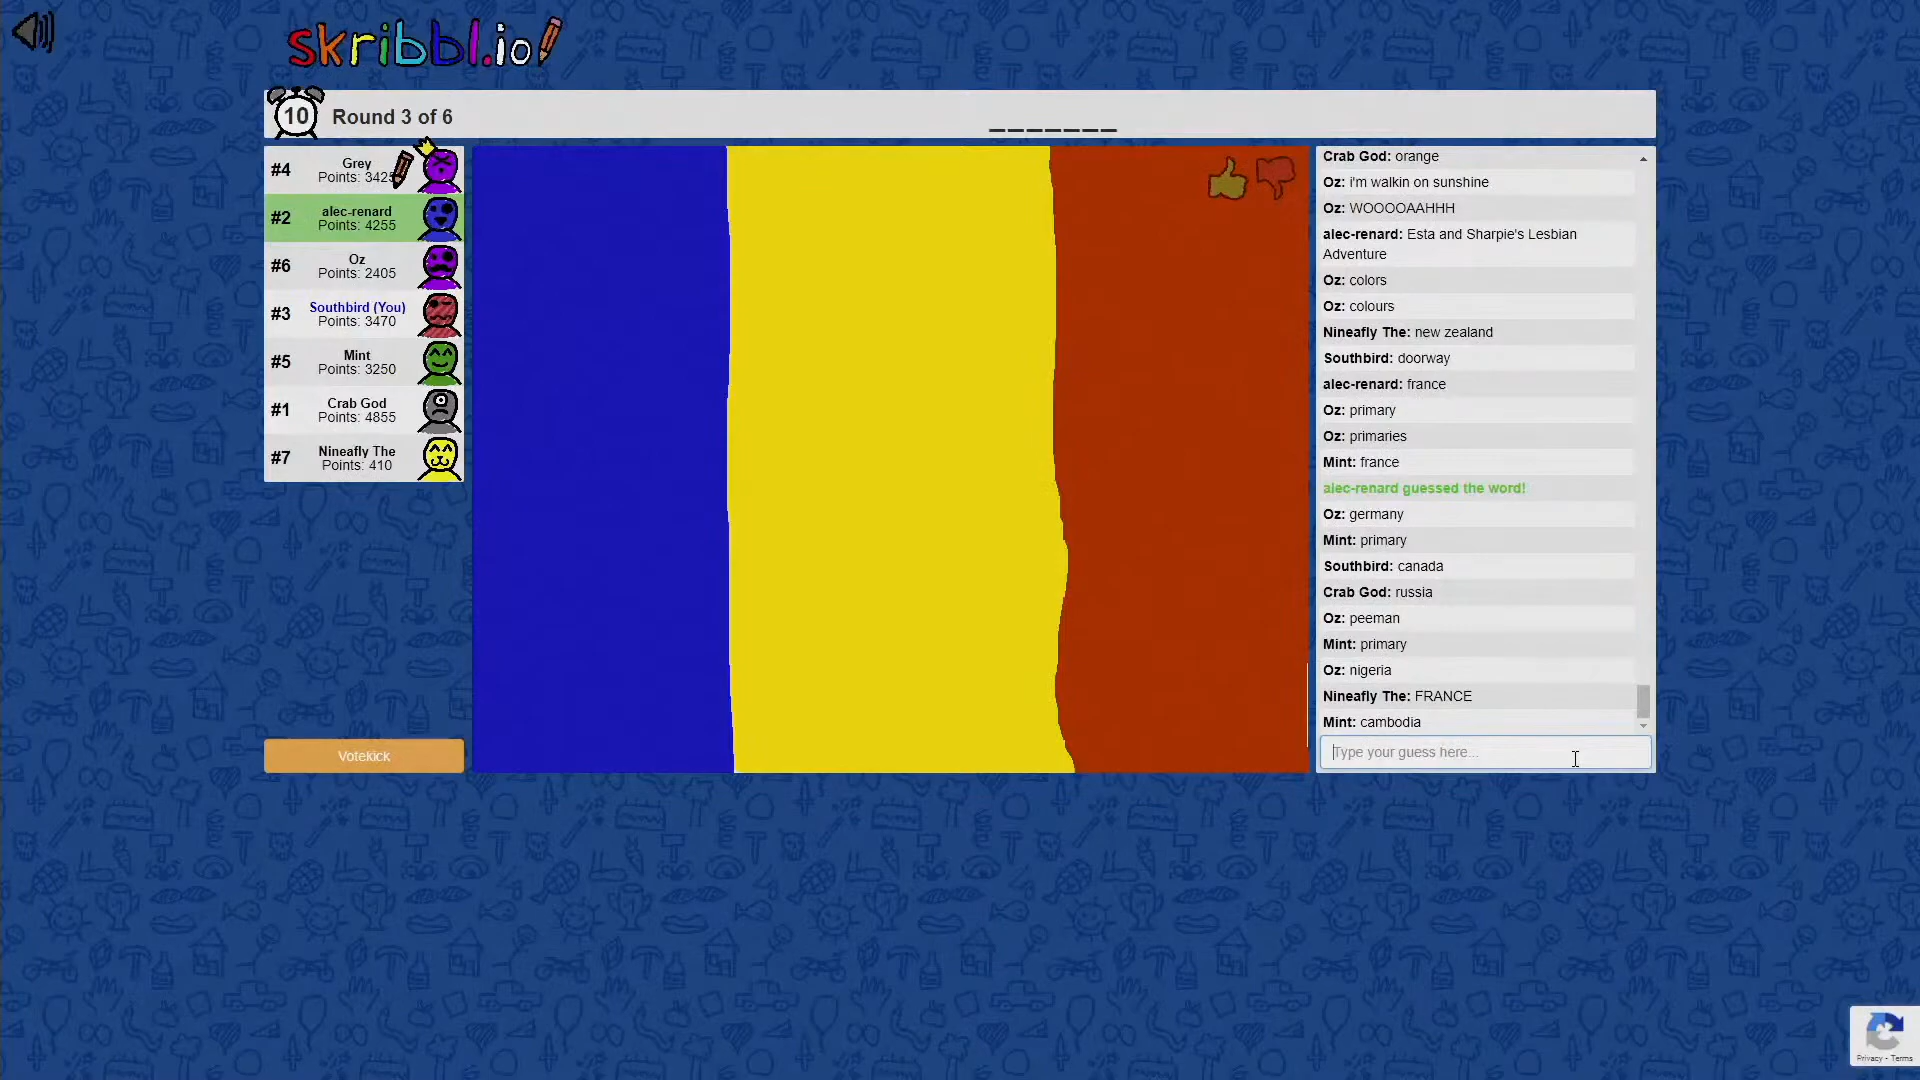 skribbl.io
10
Round 3 of 6
_______
#4
Grey
Points: 3425
#2
alec-renard
Points: 4255
#6
Oz
Points: 2405
#3
Southbird (You)
Points: 3470
#5
Mint
Points: 3250
#1
Crab God
Points: 4855
#7
Nineafly The
Points: 410
Votekick
Crab God: orange
Oz: i'm walkin on sunshine
Oz: WOOOOAAHHH
alec-renard: Esta and Sharpie's Lesbian
Adventure
Oz: colors
Oz: colours
Nineafly The: new zealand
Southbird: doorway
alec-renard: france
Oz: primary
Oz: primaries
Mint: france
alec-renard guessed the word!
Oz: germany
Mint: primary
Southbird: canada
Crab God: russia
Oz: peeman
Mint: primary
Oz: nigeria
Nineafly The: FRANCE
Mint: cambodia
Type your guess here...
Privacy - Terms